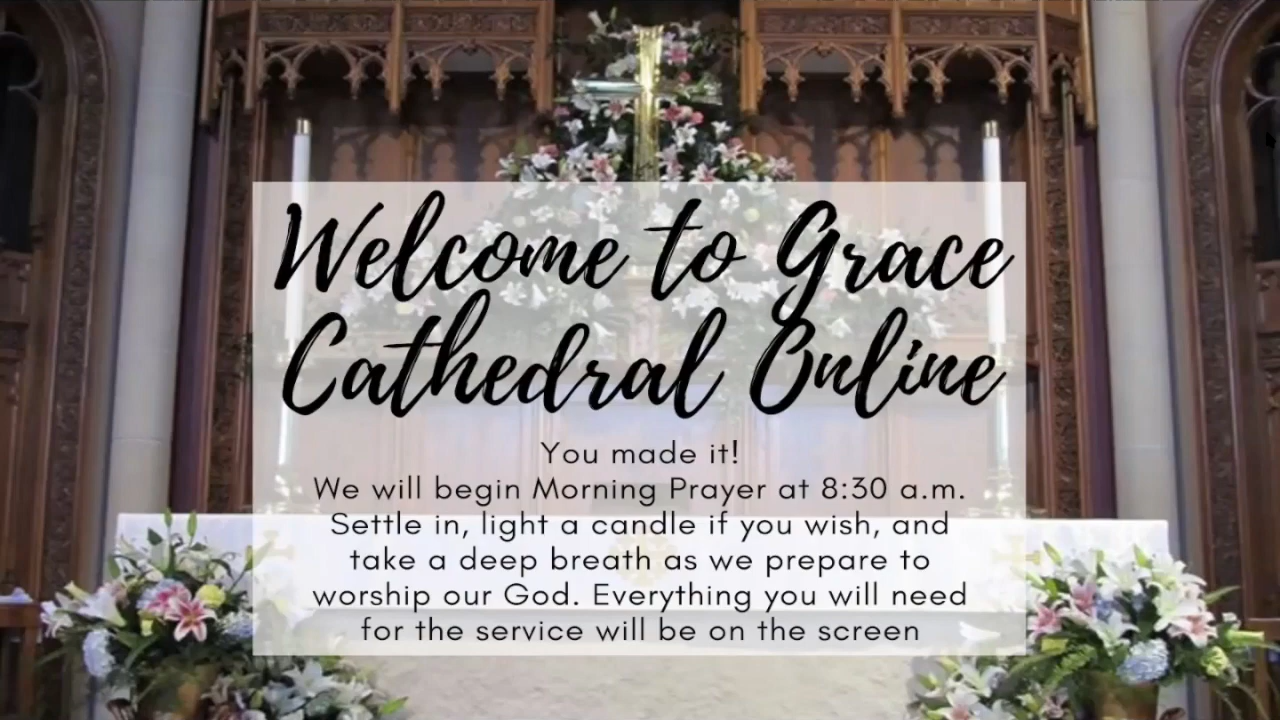 Welcome to Grace
Cathedral Online
You made it!
We will begin Morning Prayer at 8:30 a.m.
Settle in, light a candle if you wish, and
take a deep breath as we prepare to
worship our God. Everything you will need
for the service will be on the screen